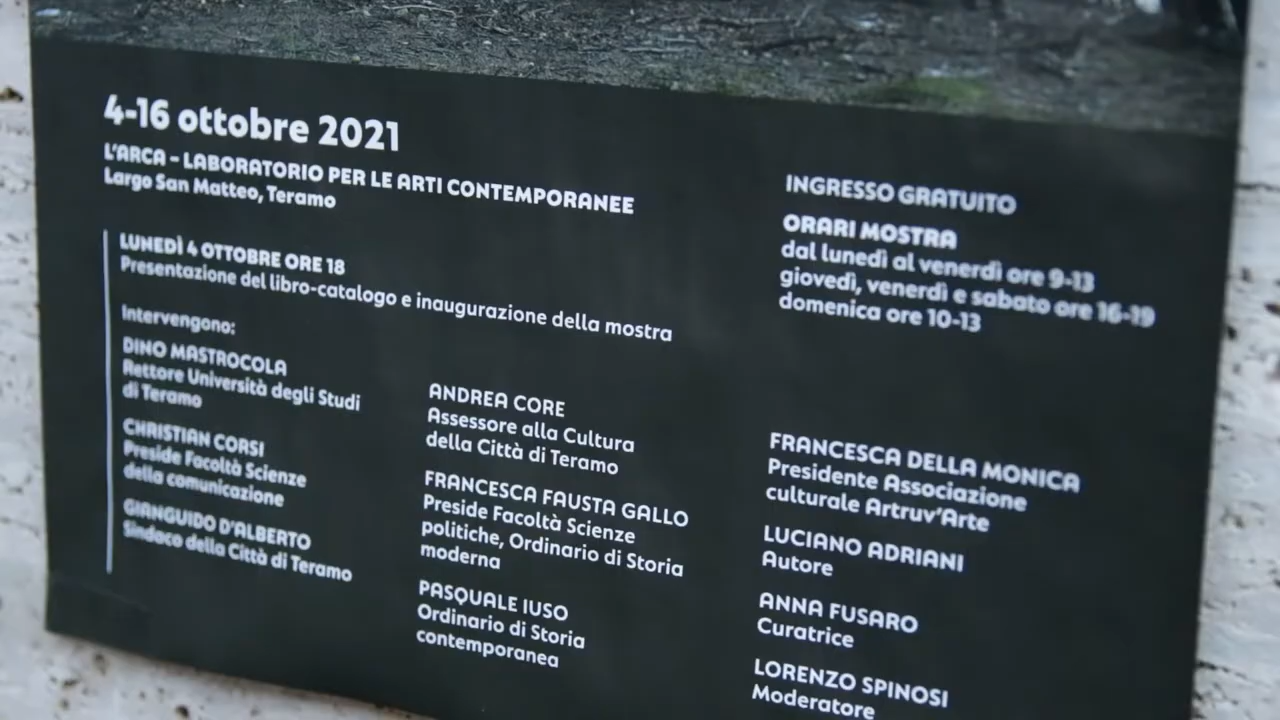 4-16 ottobre 2021
L'ARCA - LABORATORIO PER LE ARTI CONTEMPORANEE
Largo San Matteo, Teramo
LUNEDÌ 4 OTTOBRE ORE 18
Presentazione del libro-catalogo e inaugurazione della mostra
Intervengono:
DINO MASTROCOLA
Rettore Università degli Studi
di Teramo
CHRISTIAN CORSI
Preside Facoltà Scienze
della comunicazione
GIANGUIDO D'ALBERTO
Sindaco della Città di Teramo
ANDREA CORE
Assessore alla Cultura
della Città di Teramo
FRANCESCA FAUSTA GALLO
Preside Facoltà Scienze
politiche, Ordinario di Storia
moderna
PASQUALE IUSO
Ordinario di Storia
contemporanea
INGRESSO GRATUITO
ORARI MOSTRA
dal lunedì al venerdì ore 9-13
giovedì, venerdì e sabato ore 16-19
domenica ore 10-13
FRANCESCA DELLA MONICA
Presidente Associazione
culturale Artruv'Arte
LUCIANO ADRIANI
Autore
ANNA FUSARO
Curatrice
LORENZO SPINOSI
Moderatore